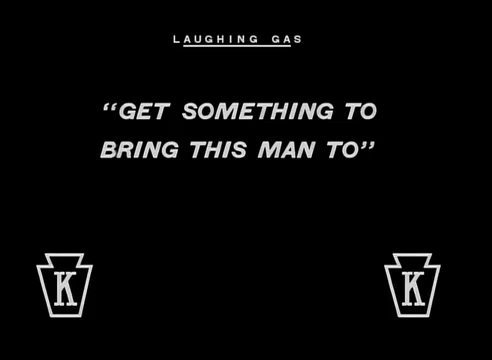 LAUGHING GAS
“GET SOMETHING TO
BRING THIS MAN TO”
K K